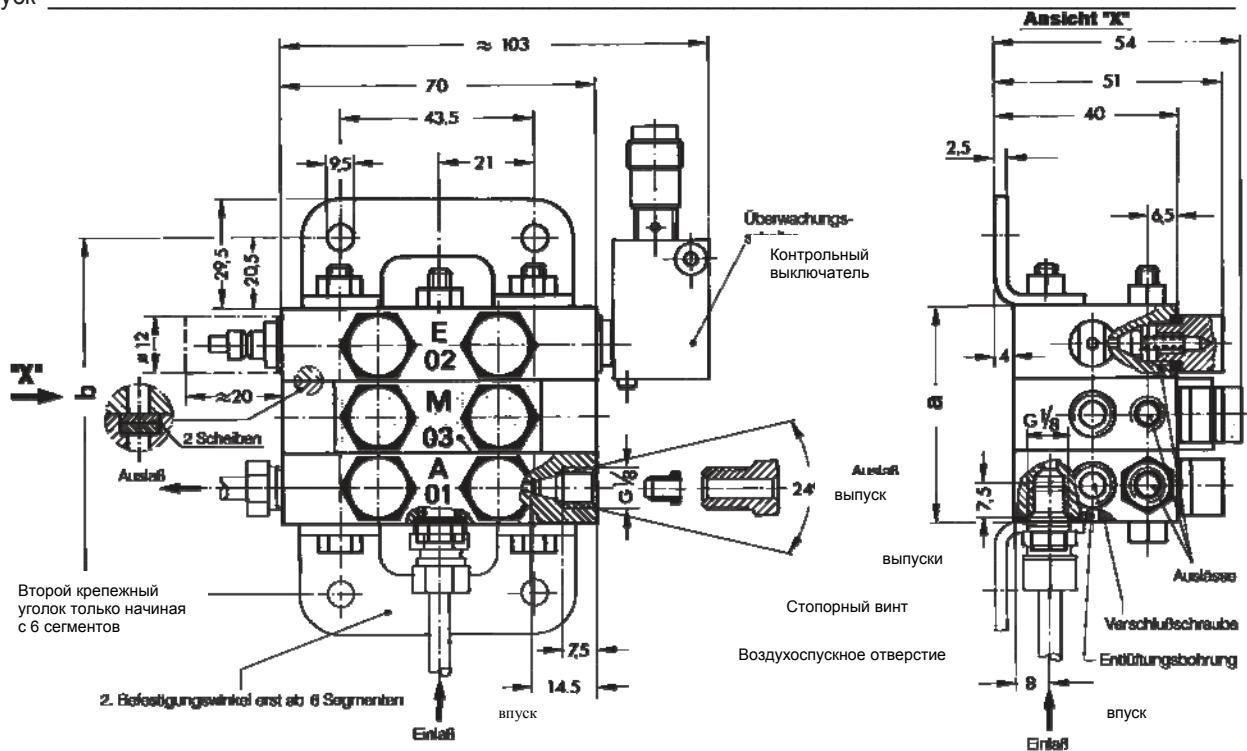 уск
Ansicht "X"
≈ 103
54
70
51
43,5
40
9,5
21
2,5
6,5
Überwachungs-
Контрольный
выключатель
29,5
20,5
ø 12
E
02
4
"X"
b
≈20
M
03
a
G 1/8
2 Scheiben
Auslaß
A
01
G 1/8
24°
Auslaß
выпуск
7,5
выпуски
Auslässe
Второй крепежный
уголок только начиная
с 6 сегментов
Стопорный винт
Verschlußschraube
7,5
Воздухоспускное отверстие
Entlüftungsbohrung
14.5
8
2. Befestigungswinkel erst ab 6 Segmenten
впуск
впуск
Einlaß
Einlaß